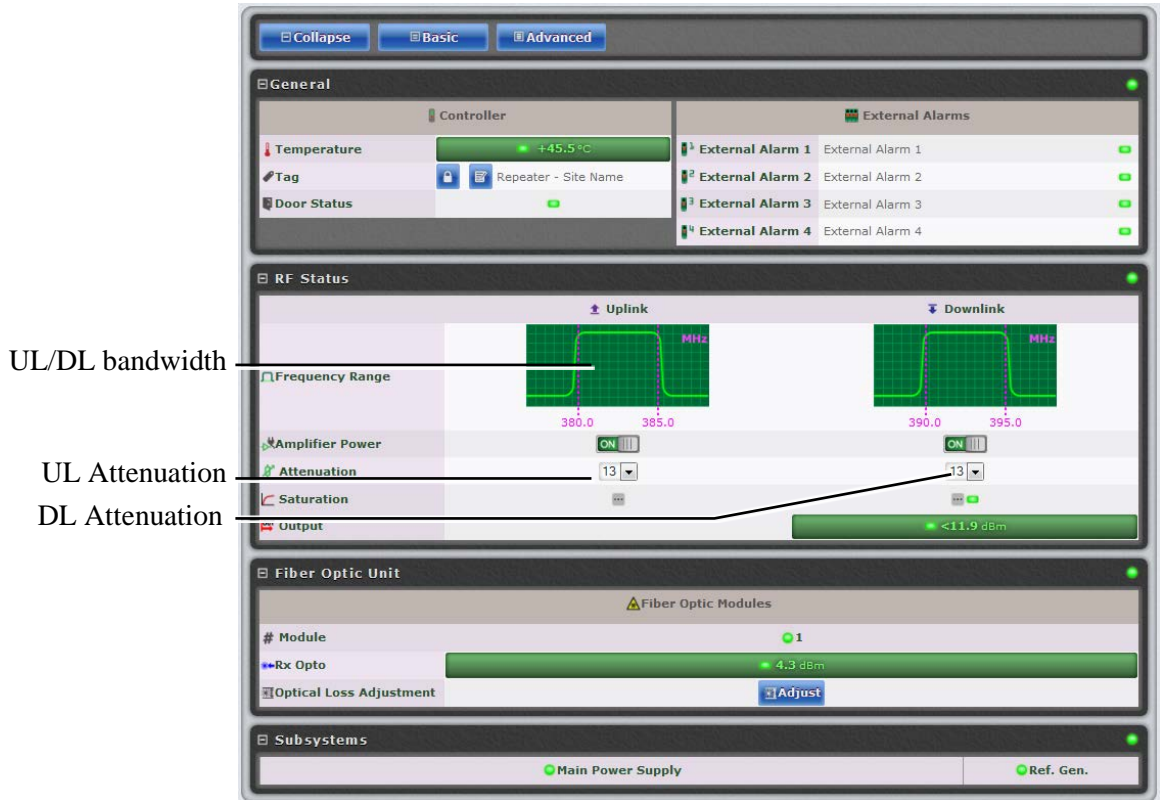 Collapse Basic Advanced
General
Controller External Alarms
Temperature +45.5 °C External Alarm 1 External Alarm 1
Tag Repeater - Site Name External Alarm 2 External Alarm 2
Door Status External Alarm 3 External Alarm 3
External Alarm 4 External Alarm 4
RF Status
Uplink Downlink
MHz MHz
UL/DL bandwidth
Frequency Range
380.0 385.0 390.0 395.0
Amplifier Power ON ON
UL Attenuation Attenuation 13 13
DL Attenuation Saturation
Output <11.9 dBm
Fiber Optic Unit
Fiber Optic Modules
# Module 1
Rx Opto 4.3 dBm
Optical Loss Adjustment Adjust
Subsystems
Main Power Supply Ref. Gen.